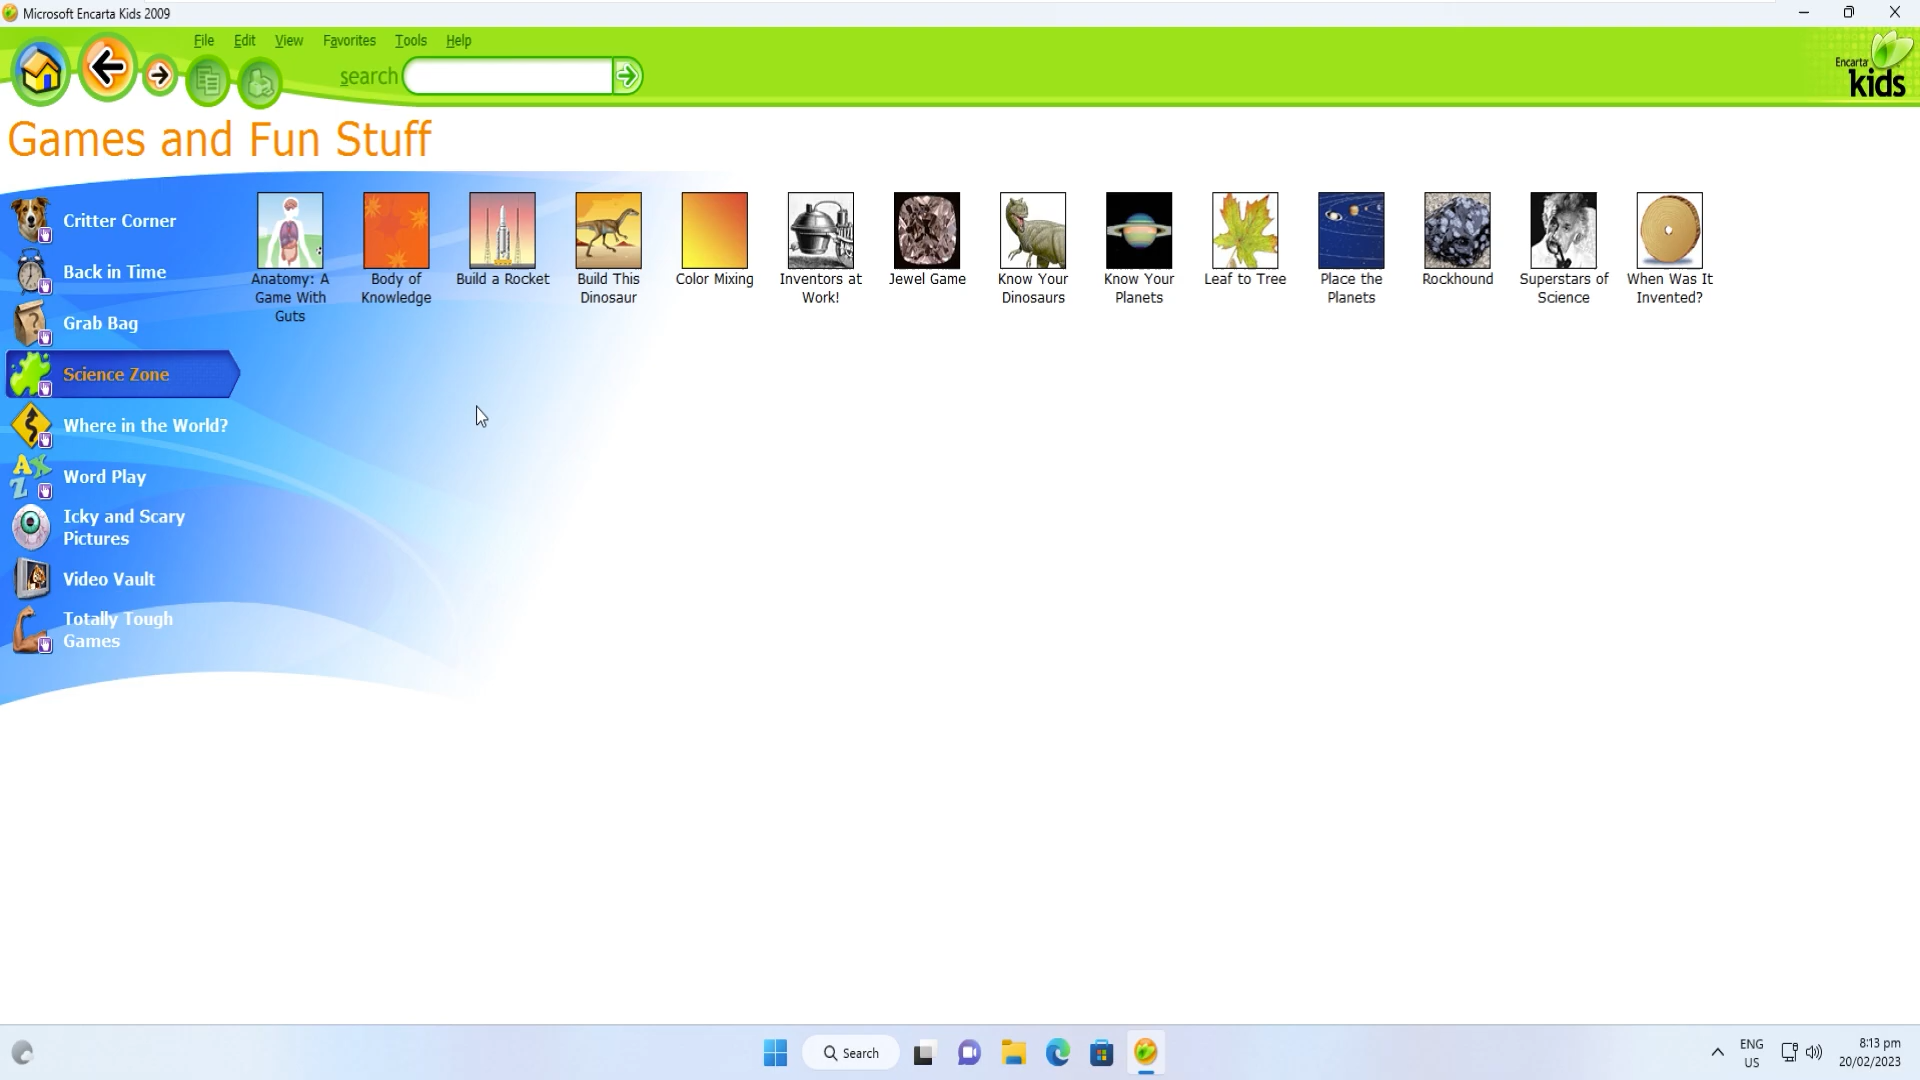 Microsoft Encarta Kids 2009
File Edit View Favorites Tools Help
search
Encarta
kids
Games and Fun Stuff
Critter Corner
Back in Time
Grab Bag
Science Zone
Where in the World?
Word Play
Icky and Scary
Pictures
Video Vault
Totally Tough
Games
Anatomy: A
Game With
Guts
Body of
Knowledge
Build a Rocket
Build This
Dinosaur
Color Mixing
Inventors at
Work!
Jewel Game
Know Your
Dinosaurs
Know Your
Planets
Leaf to Tree
Place the
Planets
Rockhound
Superstars of
Science
When Was It
Invented?
Search
ENG
US
8:13 pm
20/02/2023